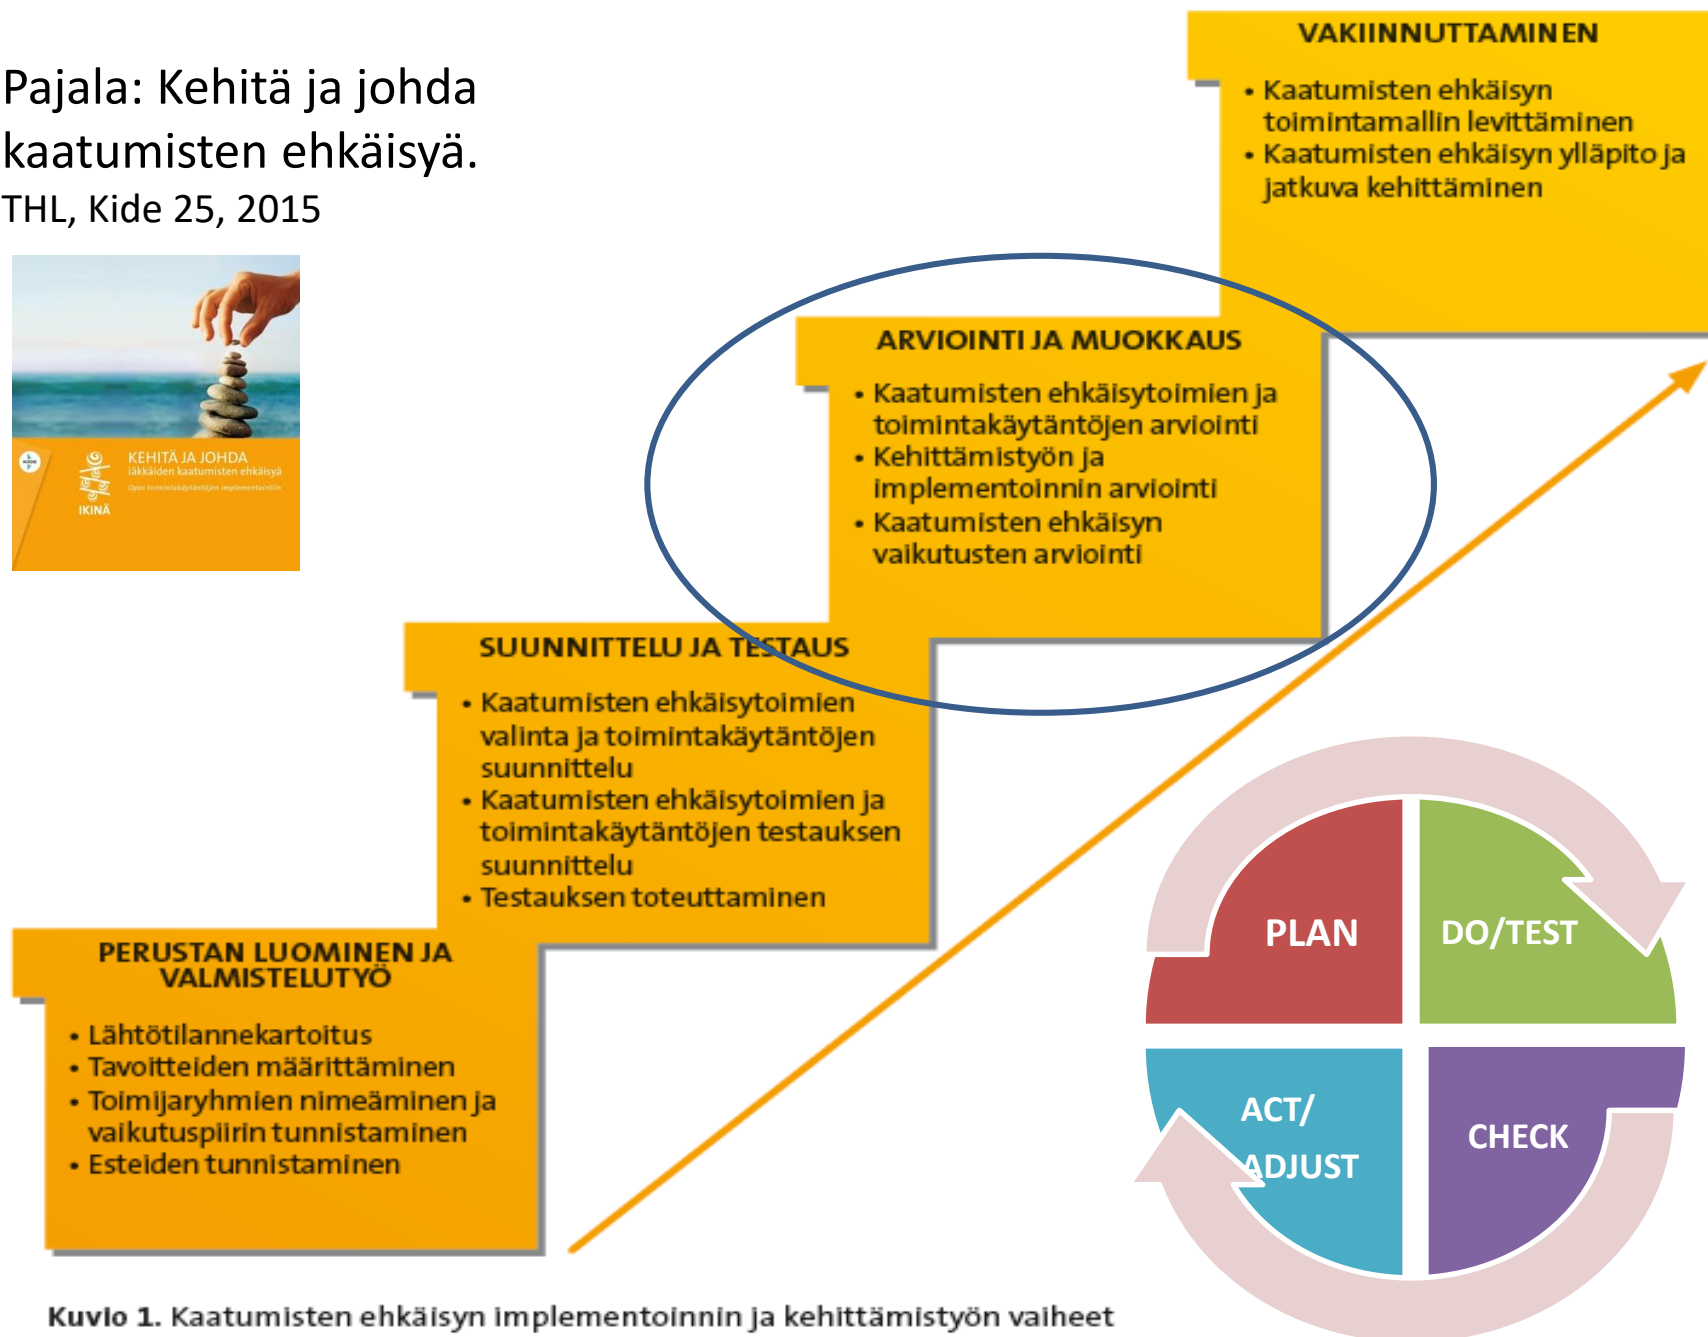 Pajala: Kehitä ja johda
kaatumisten ehkäisyä.
THL, Kide 25, 2015
KEHITÄ JA JOHDA
iäkkäiden kaatumisten ehkäisyä
Opas toimintakäytäntöjen implementointiin
IKINÄ
VAKIINNUTTAMINEN
• Kaatumisten ehkäisyn
toimintamallin levittäminen
• Kaatumisten ehkäisyn ylläpito ja
jatkuva kehittäminen
ARVIOINTI JA MUOKKAUS
• Kaatumisten ehkäisytoimien ja
toimintakäytäntöjen arviointi
• Kehittämistyön ja
implementoinnin arviointi
• Kaatumisten ehkäisyn
vaikutusten arviointi
SUUNNITTELU JA TESTAUS
• Kaatumisten ehkäisytoimien
valinta ja toimintakäytäntöjen
suunnittelu
• Kaatumisten ehkäisytoimien ja
toimintakäytäntöjen testauksen
suunnittelu
• Testauksen toteuttaminen
PERUSTAN LUOMINEN JA
VALMISTELUTYÖ
• Lähtötilannekartoitus
• Tavoitteiden määrittäminen
• Toimijaryhmien nimeäminen ja
vaikutuspiirin tunnistaminen
• Esteiden tunnistaminen
PLAN
DO/TEST
ACT/
ADJUST
CHECK
Kuvio 1. Kaatumisten ehkäisyn implementoinnin ja kehittämistyön vaiheet